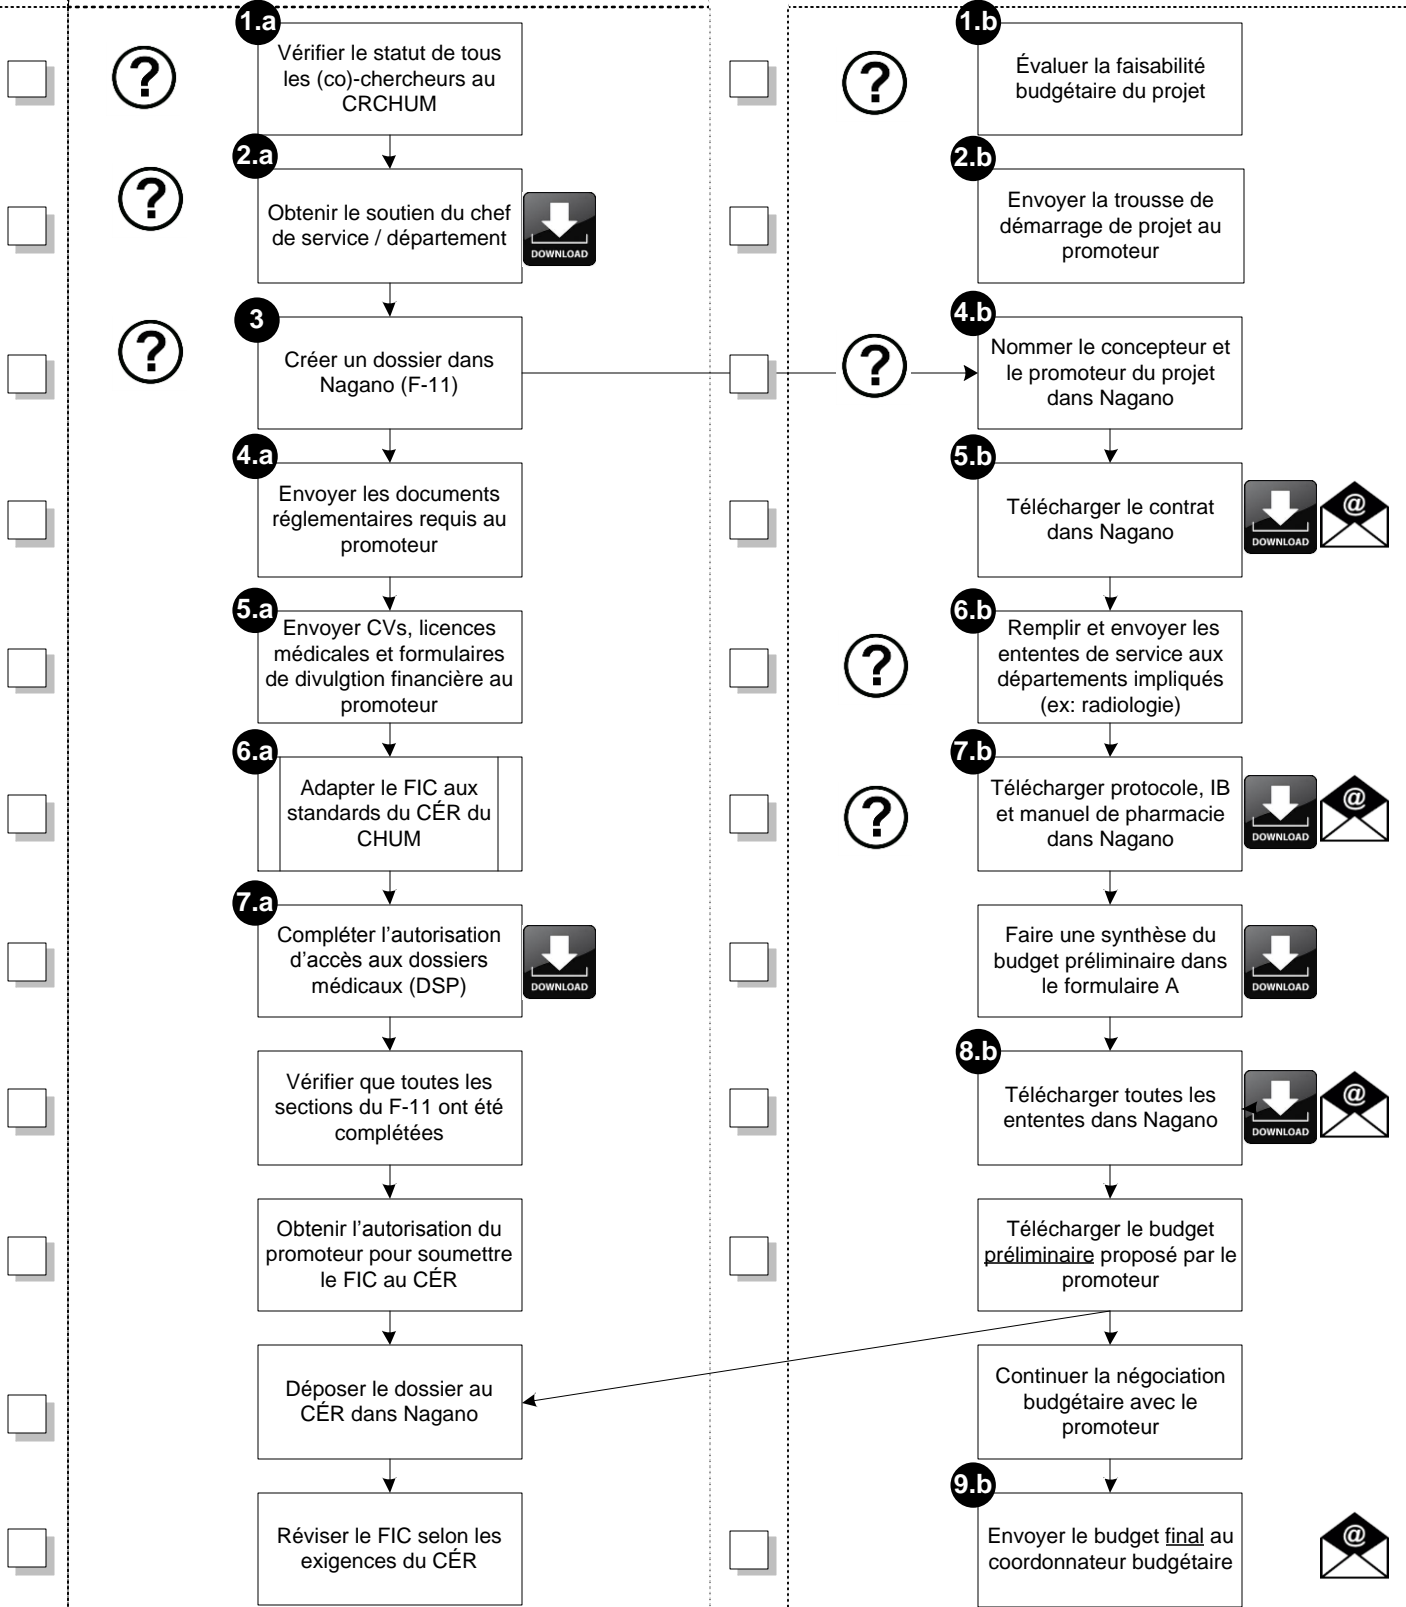 1.a
Vérifier le statut de tous
les (co)-chercheurs au
CRCHUM
?
2.a
Obtenir le soutien du chef
de service / département
DOWNLOAD
?
3
Créer un dossier dans
Nagano (F-11)
?
4.a
Envoyer les documents
réglementaires requis au
promoteur
5.a
Envoyer CVs, licences
médicales et formulaires
de divulgtion financière au
promoteur
6.a
Adapter le FIC aux
standards du CÉR du
CHUM
7.a
Compléter l'autorisation
d'accès aux dossiers
médicaux (DSP)
DOWNLOAD
Vérifier que toutes les
sections du F-11 ont été
complétées
Obtenir l'autorisation du
promoteur pour soumettre
le FIC au CÉR
Déposer le dossier au
CÉR dans Nagano
Réviser le FIC selon les
exigences du CÉR
1.b
Évaluer la faisabilité
budgétaire du projet
?
2.b
Envoyer la trousse de
démarrage de projet au
promoteur
4.b
Nommer le concepteur et
le promoteur du projet
dans Nagano
?
5.b
Télécharger le contrat
dans Nagano
DOWNLOAD
@
6.b
Remplir et envoyer les
ententes de service aux
départements impliqués
(ex: radiologie)
?
7.b
Télécharger protocole, IB
et manuel de pharmacie
dans Nagano
?
DOWNLOAD
@
Faire une synthèse du
budget préliminaire dans
le formulaire A
DOWNLOAD
8.b
Télécharger toutes les
ententes dans Nagano
DOWNLOAD
@
Télécharger le budget
préliminaire proposé par le
promoteur
Continuer la négociation
budgétaire avec le
promoteur
9.b
Envoyer le budget final au
coordonnateur budgétaire
@